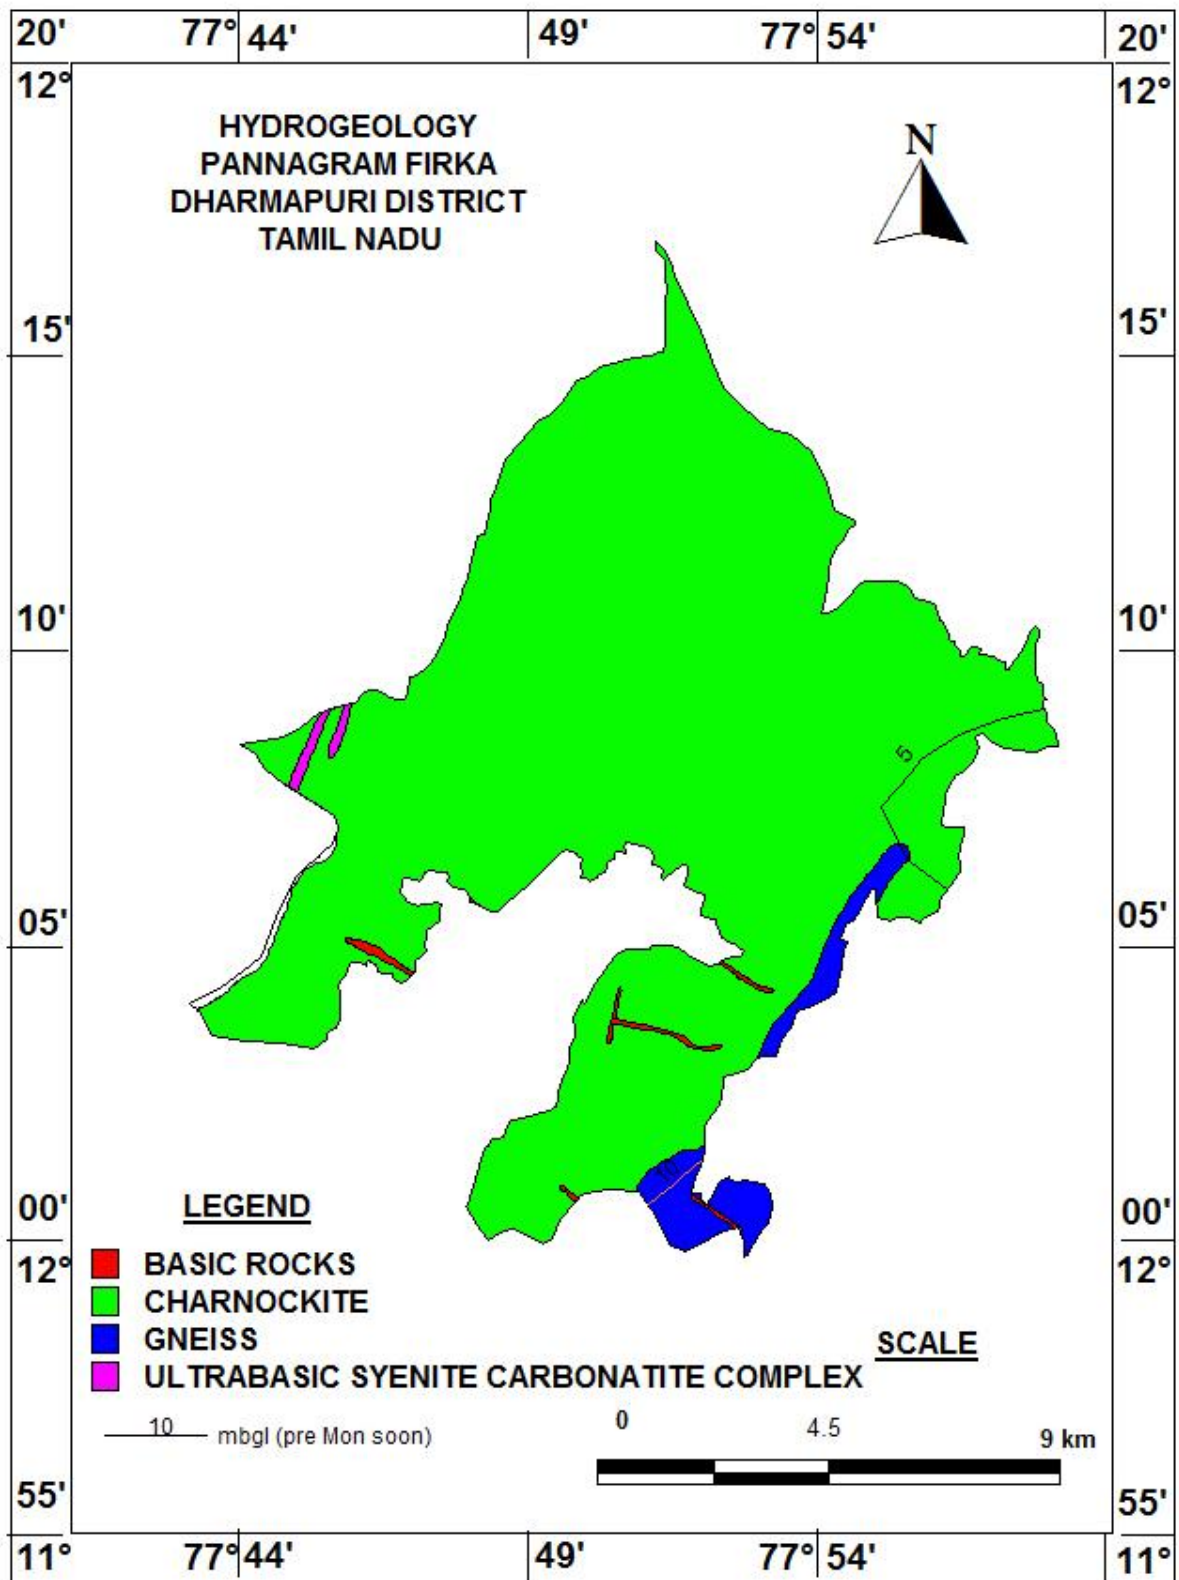 20' 77° 44' 49' 77° 54' 20'
12° 12°
HYDROGEOLOGY
PANNAGRAM FIRKA
DHARMAPURI DISTRICT
TAMIL NADU
N
15' 15'
10' 10'
5
05' 05'
10
00' LEGEND 00'
12° BASIC ROCKS 12°
CHARNOCKITE
GNEISS SCALE
ULTRABASIC SYENITE CARBONATITE COMPLEX
10 mbgl (pre Mon soon) 0 4.5 9 km
55' 55'
11° 77° 44' 49' 77° 54' 11°